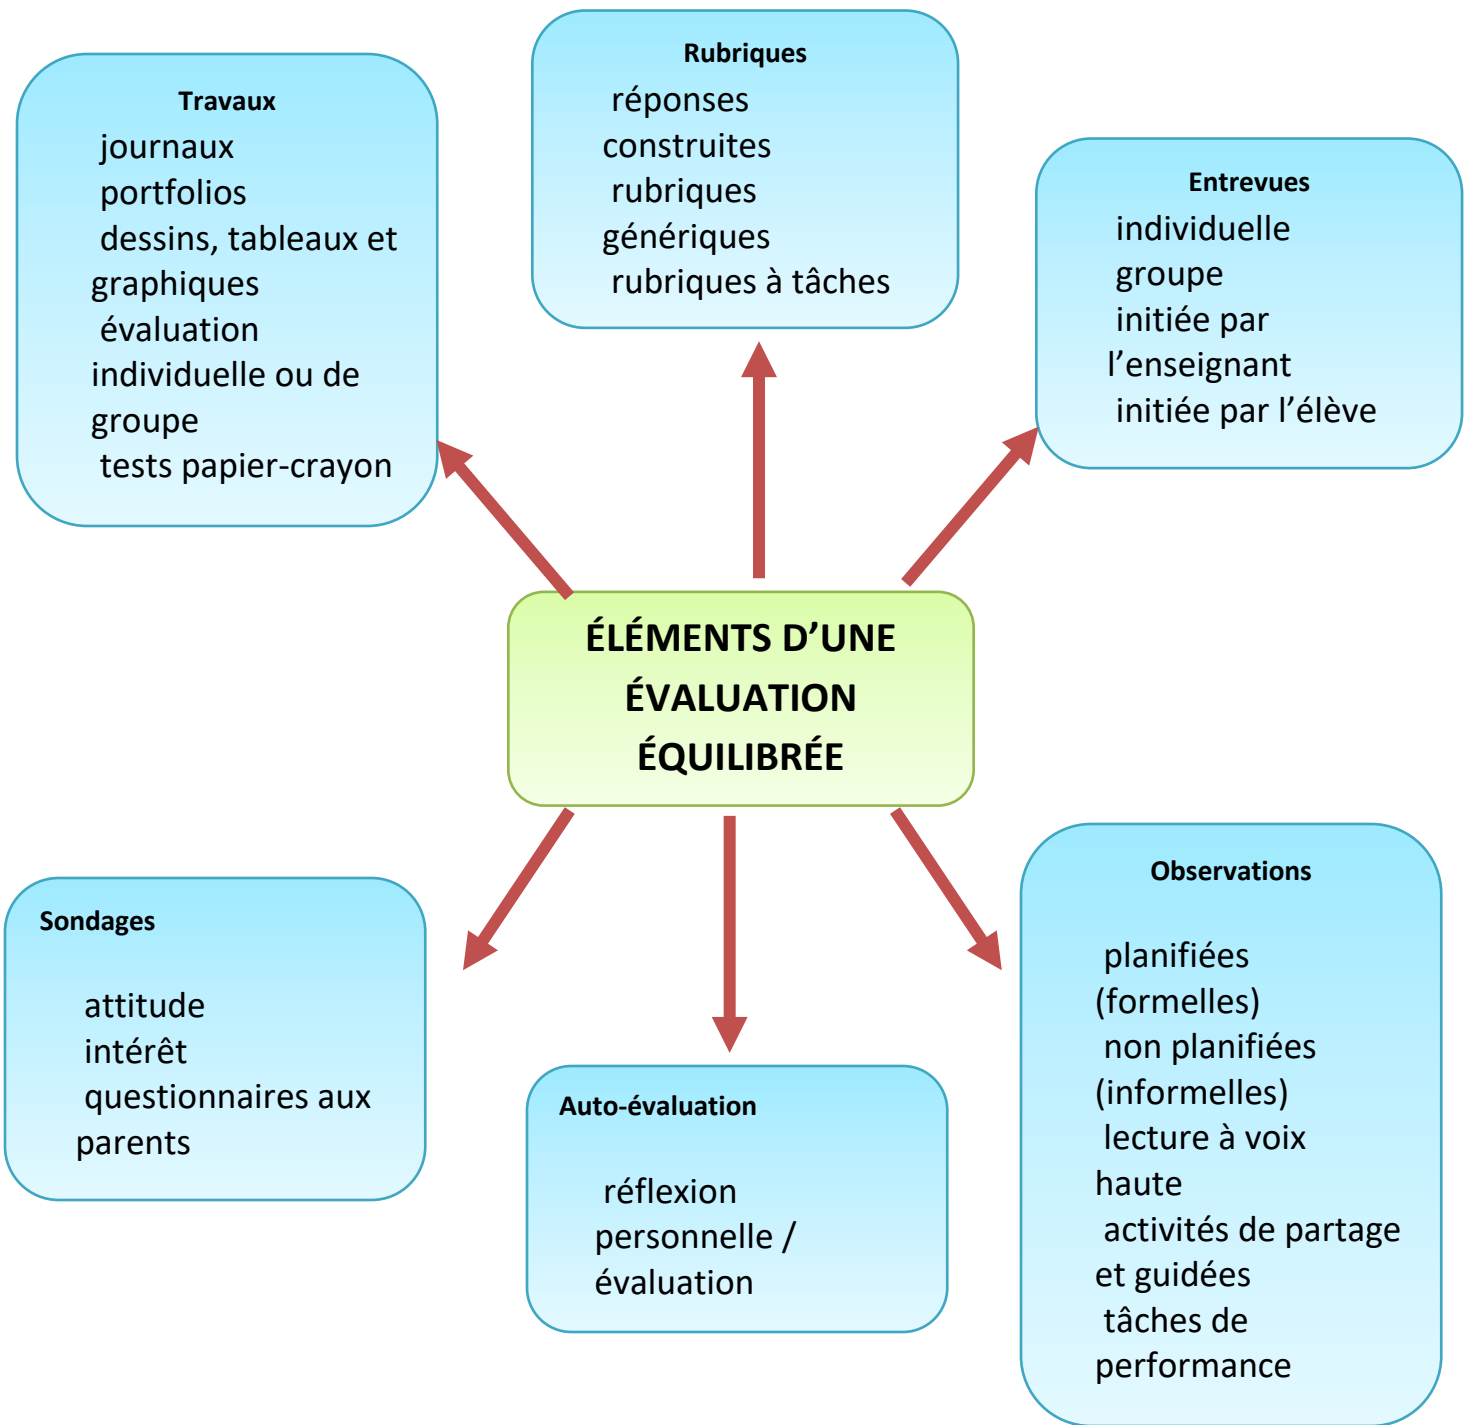 Travaux
journaux
portfolios
dessins, tableaux et
graphiques
évaluation
individuelle ou de
groupe
tests papier-crayon
Rubriques
réponses
construites
rubriques
génériques
rubriques à tâches
Entrevues
individuelle
groupe
initiée par
l’enseignant
initiée par l’élève
ÉLÉMENTS D’UNE
ÉVALUATION
ÉQUILIBRÉE
Sondages
attitude
intérêt
questionnaires aux
parents
Auto-évaluation
réflexion
personnelle /
évaluation
Observations
planifiées
(formelles)
non planifiées
(informelles)
lecture à voix
haute
activités de partage
et guidées
tâches de
performance